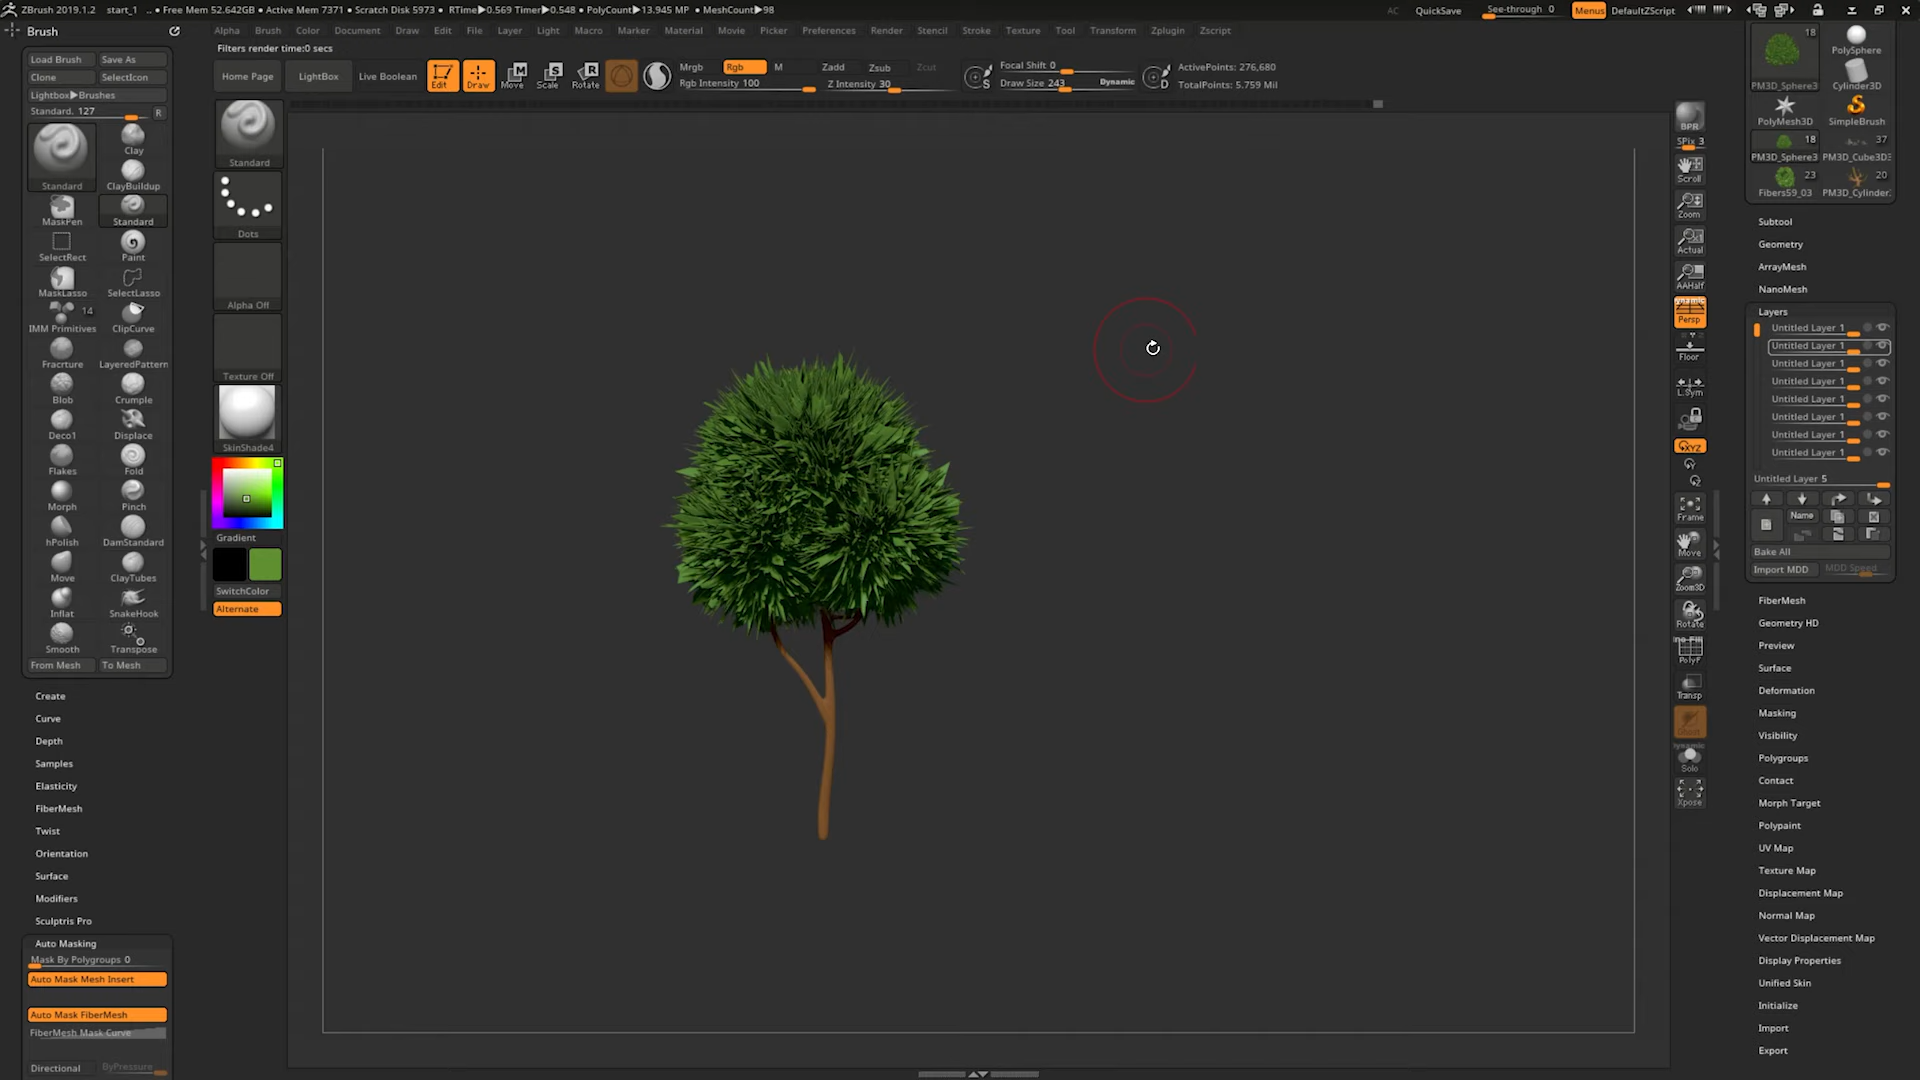 ZBrush 2019.1.2 start_1 .. • Free Mem 52.642GB • Active Mem 7371 • Scratch Disk 5973 • RTime▶0.569 Timer▶0.548 • PolyCount▶13.945 MP • MeshCount▶98 AC QuickSave See-through 0 Menus DefaultZScript
Brush
Alpha Brush Color Document Draw Edit File Layer Light Macro Marker Material Movie Picker Preferences Render Stencil Stroke Texture Tool Transform Zplugin Zscript
Filters render time:0 secs
Load Brush Save As
Clone SelectIcon
Lightbox▶Brushes
Standard. 127 R
Standard
Clay
ClayBuildup
MaskPen Standard
SelectRect Paint
MaskLasso SelectLasso
14
IMM Primitives ClipCurve
Fracrture LayeredPattern
Blob Crumple
Deco1 Displace
Flakes Fold
Morph Pinch
hPolish DamStandard
Move ClayTubes
Inflat SnakeHook
Smooth Transpose
From Mesh To Mesh
Create
Curve
Depth
Samples
Elasticity
FiberMesh
Twist
Orientation
Surface
Modifiers
Sculptris Pro
Auto Masking
Mask By Polygroups 0
Auto Mask Mesh Insert
Auto Mask FiberMesh
FiberMesh Mask Curve
Directional ByPressure
Home Page LightBox Live Boolean Edit Draw Move Scale Rotate
Mrgb Rgb M Zadd Zsub Zcut
Rgb Intensity 100 Z Intensity 30
Focal Shift 0
Draw Size 243 Dynamic
ActivePoints: 276,680
TotalPoints: 5.759 Mil
Standard
Dots
Alpha Off
Texture Off
SkinShade4
Gradient
SwitchColor
Alternate
BPR
SPix 3
Scroll
Zoom
Actual
AAHalf
Persp
Floor
L.Sym
XYZ
Frame
Move
Zoom3D
Rotate
PolyF
Transp
Dynamic
Solo
Xpose
18
PM3D_Sphere3
PolySphere
Cylinder3D
PolyMesh3D SimpleBrush
18 37
PM3D_Sphere3 PM3D_Cube3D3
23 20
Fibers59_03 PM3D_Cylinder.
Subtool
Geometry
ArrayMesh
NanoMesh
Layers
Untitled Layer 1
Untitled Layer 1
Untitled Layer 1
Untitled Layer 1
Untitled Layer 1
Untitled Layer 1
Untitled Layer 1
Untitled Layer 1
Untitled Layer 5
Name
Bake All
Import MDD MDD Speed
FiberMesh
Geometry HD
Preview
Surface
Deformation
Masking
Visibility
Polygroups
Contact
Morph Target
Polypaint
UV Map
Texture Map
Displacement Map
Normal Map
Vector Displacement Map
Display Properties
Unified Skin
Initialize
Import
Export